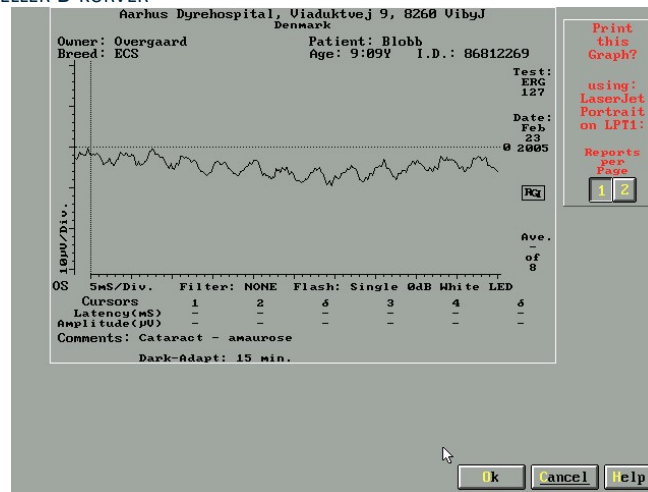 ELLER B-KURVER
Aarhus Dyrehospital, Viaduktvej 9, 8260 VibyJ
Denmark
Owner: Overgaard Patient: Blobb
Breed: ECS Age: 9:09Y I.D.: 86812269
Test:
ERG
127
Date:
Feb
23
2005
0
RGI
Ave.
-
of
8
10µV/Div.
OS 5mS/Div. Filter: NONE Flash: Single 0dB White LED
Cursors 1 2 δ 3 4 δ
Latency(mS) - - - - - -
Amplitude(µV) - - - - - -
Comments: Cataract - amaurose
Dark-Adapt: 15 min.
Print
this
Graph?
using:
LaserJet
Portrait
on LPT1:
Reports
per
Page
1 2
Ok Cancel Help